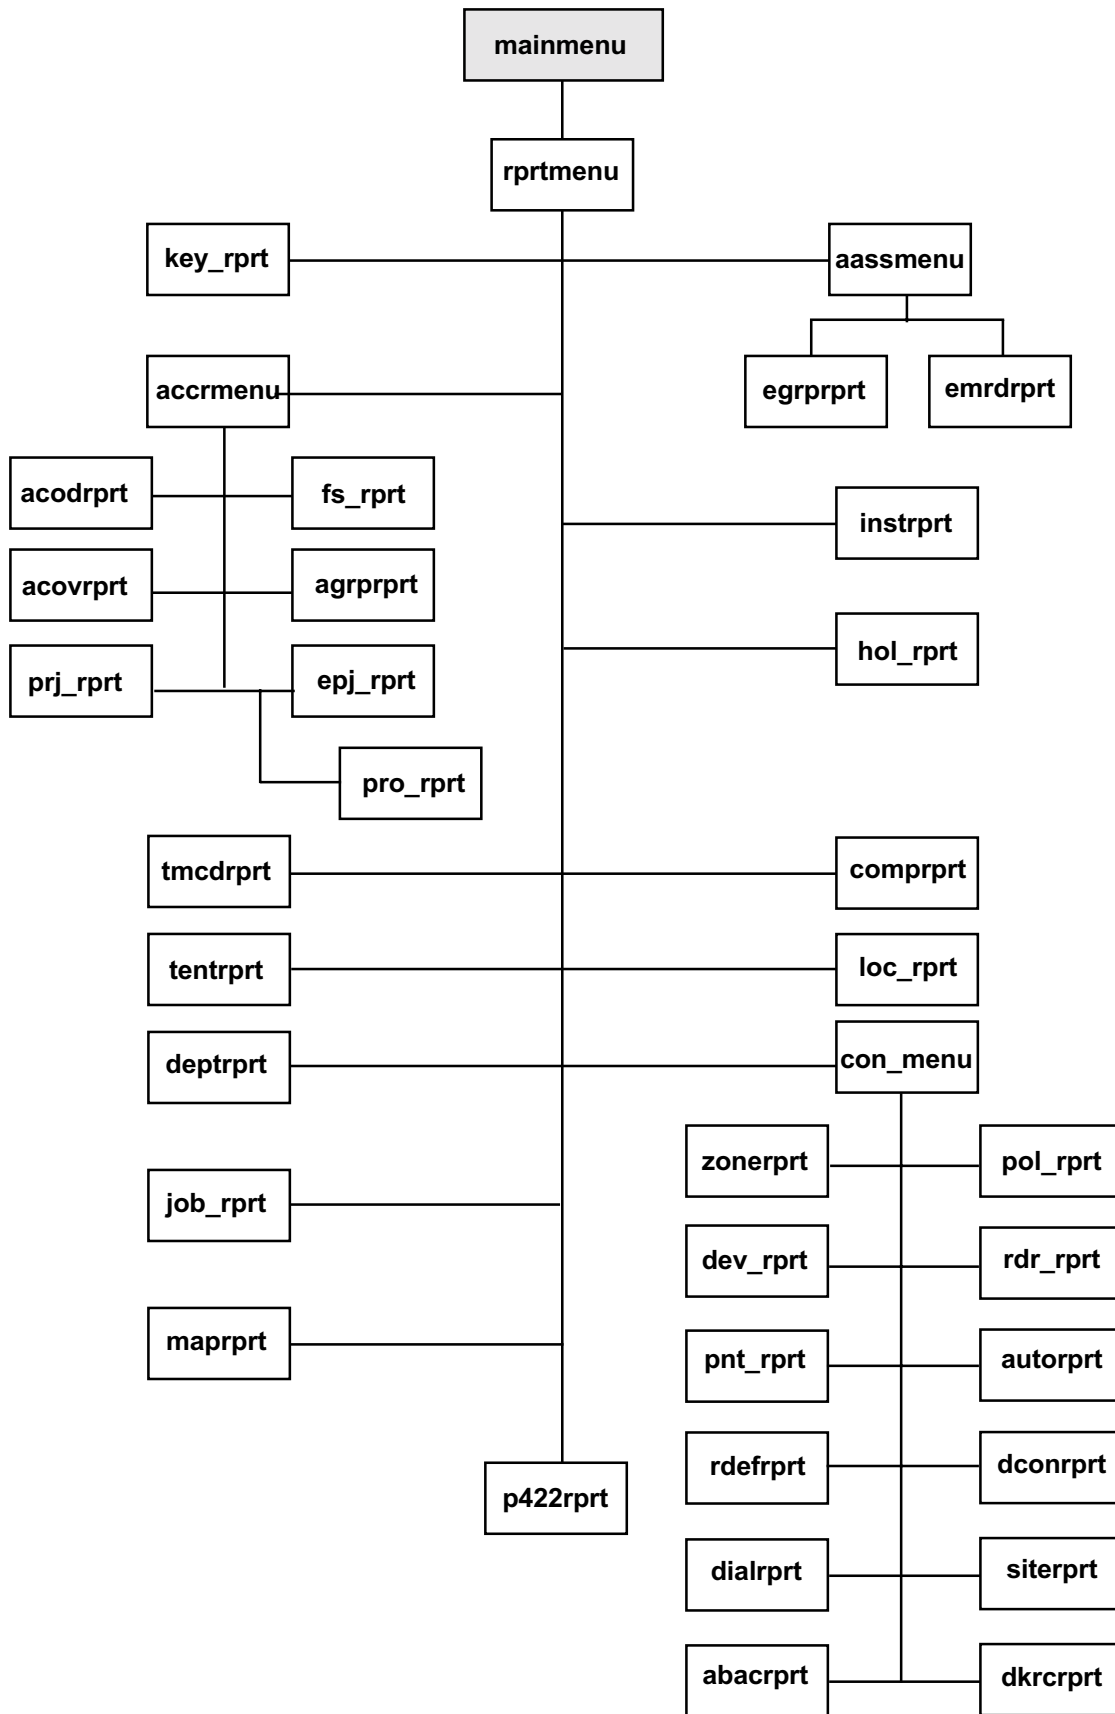 mainmenu
rprtmenu
key_rprt
aassmenu
accrmenu
egrprprt
emrdrprt
acodrprt
fs_rprt
instrprt
acovrprt
agrprprt
hol_rprt
prj_rprt
epj_rprt
pro_rprt
tmcdrprt
comprprt
tentrprt
loc_rprt
deptrprt
con_menu
zonerprt
pol_rprt
job_rprt
dev_rprt
rdr_rprt
maprprt
pnt_rprt
autorprt
rdefrprt
dconrprt
p422rprt
dialrprt
siterprt
abacrprt
dkrcrprt